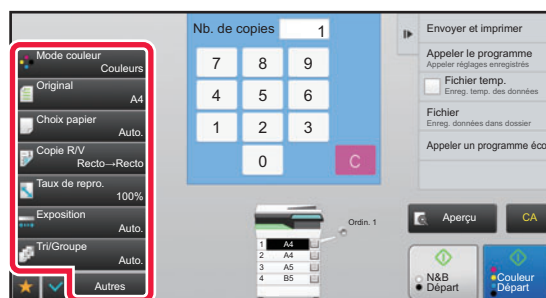 Mode couleur
Couleurs
Original
A4
Choix papier
Auto.
Copie R/V
Recto→Recto
Taux de repro.
100%
Exposition
Auto.
Tri/Groupe
Auto.
Autres
Nb. de copies 1
7 8 9
4 5 6
1 2 3
0 C
Ordin. 1
1 A4
2 A4
3 A5
4 B5
Envoyer et imprimer
Appeler le programme
Appeler réglages enregistrés
Fichier temp.
Enreg. temp. des données
Fichier
Enreg. données dans dossier
Appeler un programme éco
Aperçu CA
N&B
Départ
Couleur
Départ